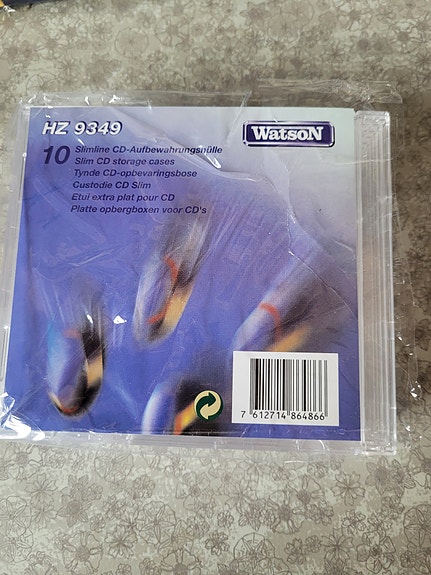 HZ 9349
WATSON
10 Slimline CD-Aufbewahrungshülle
Slim CD storage cases
Tynde CD-opbevaringsbose
Custodie CD Slim
Etui extra plat pour CD
Platte opbergboxen voor CD's
7 612714 864866